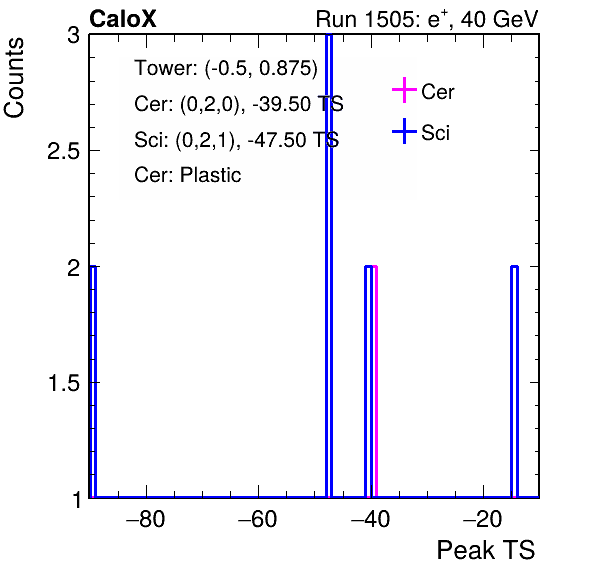 CaloX Run 1505: e⁺, 40 GeV
Counts
Tower: (-0.5, 0.875)
Cer: (0,2,0), -39.50 TS
Sci: (0,2,1), -47.50 TS
Cer: Plastic
Cer
Sci
3
2.5
2
1.5
1
−80 −60 −40 −20
Peak TS